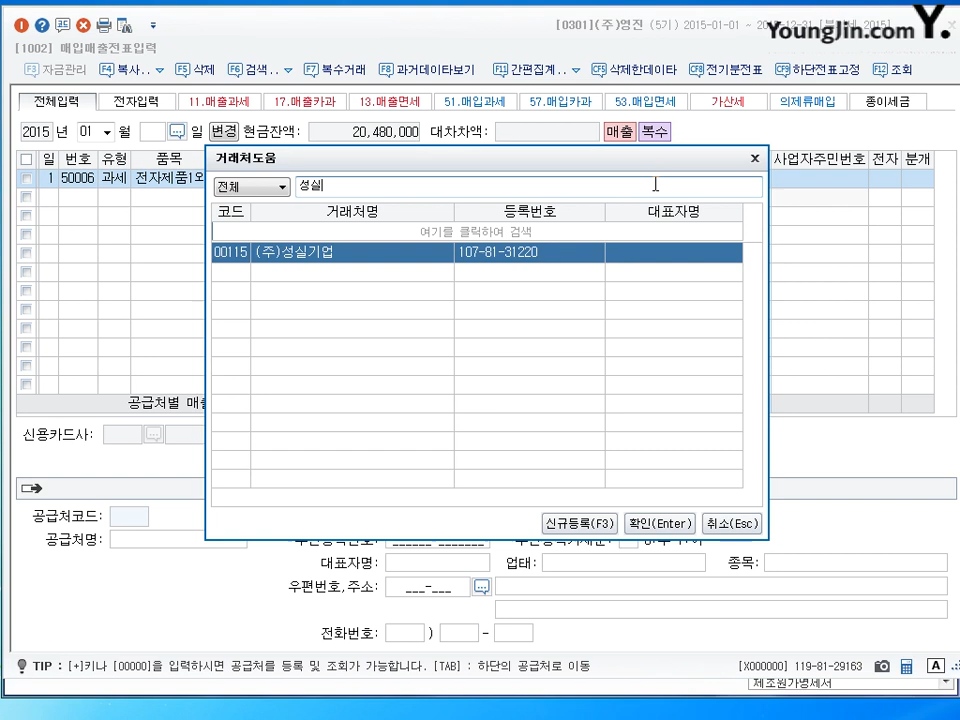 [0301](주)영진 (5기) 2015-01-01 ~
YoungJin.com Y.
[1002] 매입매출전표입력
F3 자금관리 F4 복사.. F5 삭제 F6 검색.. F7 복수거래 F8 과거데이타보기 F11 간편집계.. CF5 삭제한데이타 CF8 전기분전표 CF9 하단전표고정 F12 조회
전체입력 전자입력 11.매출과세 17.매출카과 13.매출면세 51.매입과세 57.매입카과 53.매입면세 가산세 의제류매입 종이세금
2015 년 01 월 일 변경 현금잔액: 20,480,000 대차차액: 매출 복수
거래처도움 x
일 번호 유형 품목 사업자주민번호 전자 분개
1 50006 과세 전자제품1외
전체 성실
코드 거래처명 등록번호 대표자명
여기를 클릭하여 검색
00115 (주)성실기업 107-81-31220
공급처별 매출
신용카드사:
신규등록(F3) 확인(Enter) 취소(Esc)
공급처코드:
공급처명:
대표자명: 업태: 종목:
우편번호,주소: ___-___
전화번호: ) -
TIP : [+]키나 [00000]을 입력하시면 공급처를 등록 및 조회가 가능합니다. [TAB] : 하단의 공급처로 이동 [X000000] 119-81-29163 A
제조원가명세서